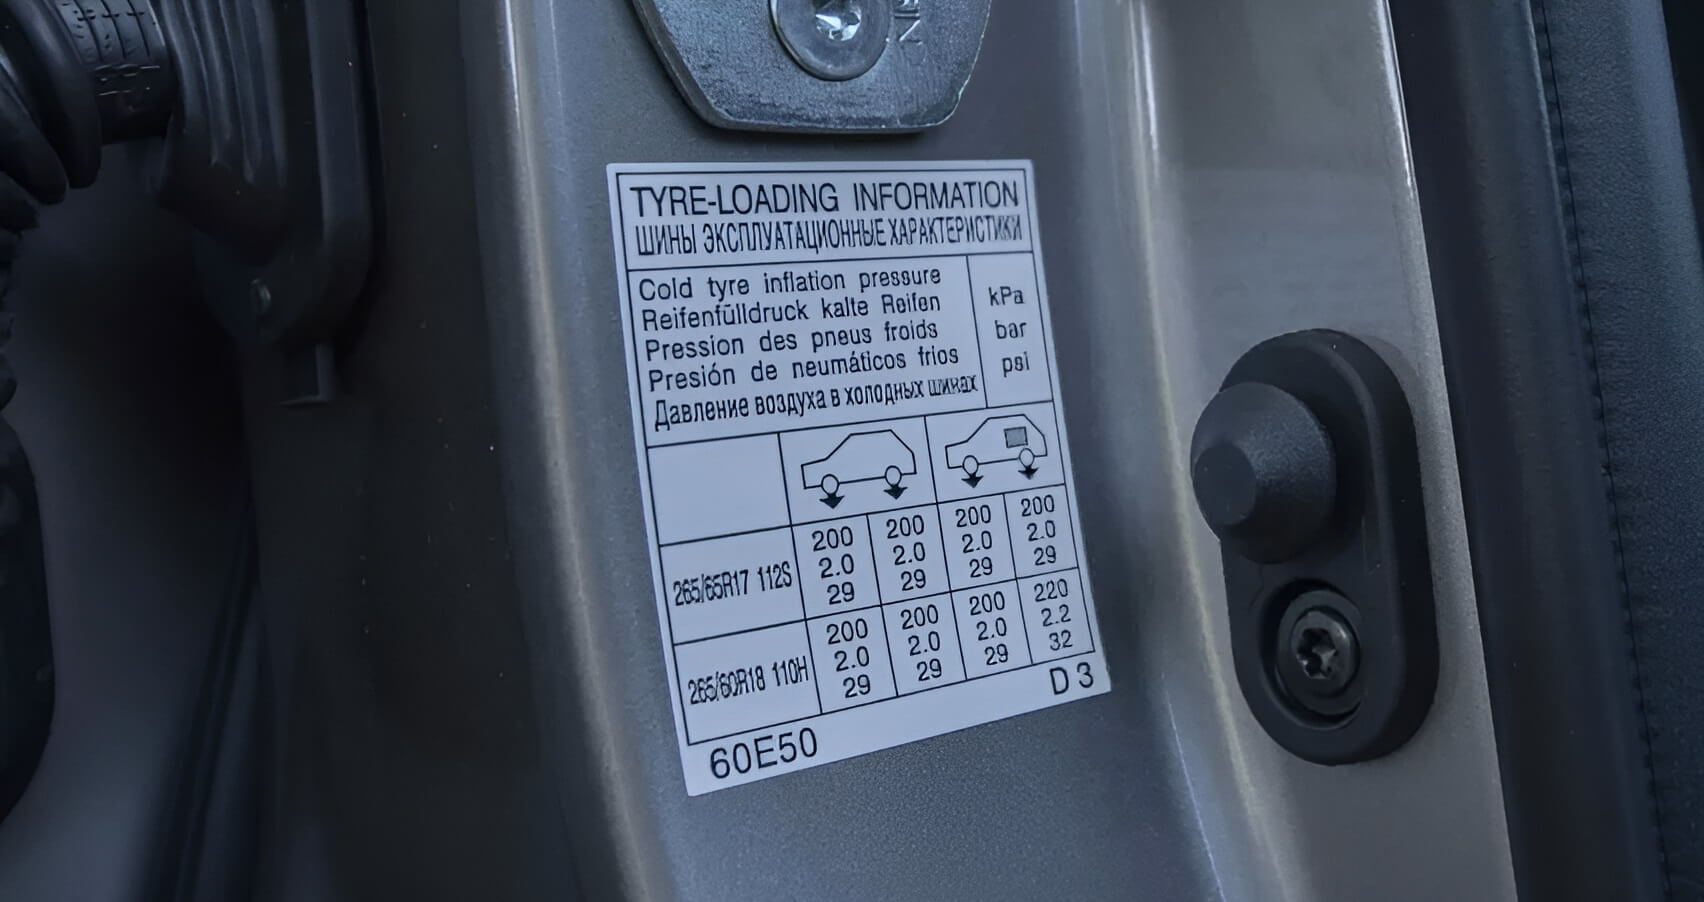 TYRE-LOADING INFORMATION
ШИНЫ ЭКСПЛУАТАЦИОННЫЕ ХАРАКТЕРИСТИКИ
Cold tyre inflation pressure
Reifenfülldruck kalte Reifen
Pression des pneus froids
Presión de neumáticos frios
Давление воздуха в холодных шинах
kPa
bar
psi
265/65R17 112S
200 200 200 200
2.0 2.0 2.0 2.0
29 29 29 29
265/60R18 110H
200 200 200 220
2.0 2.0 2.0 2.2
29 29 29 32
60E50 D3